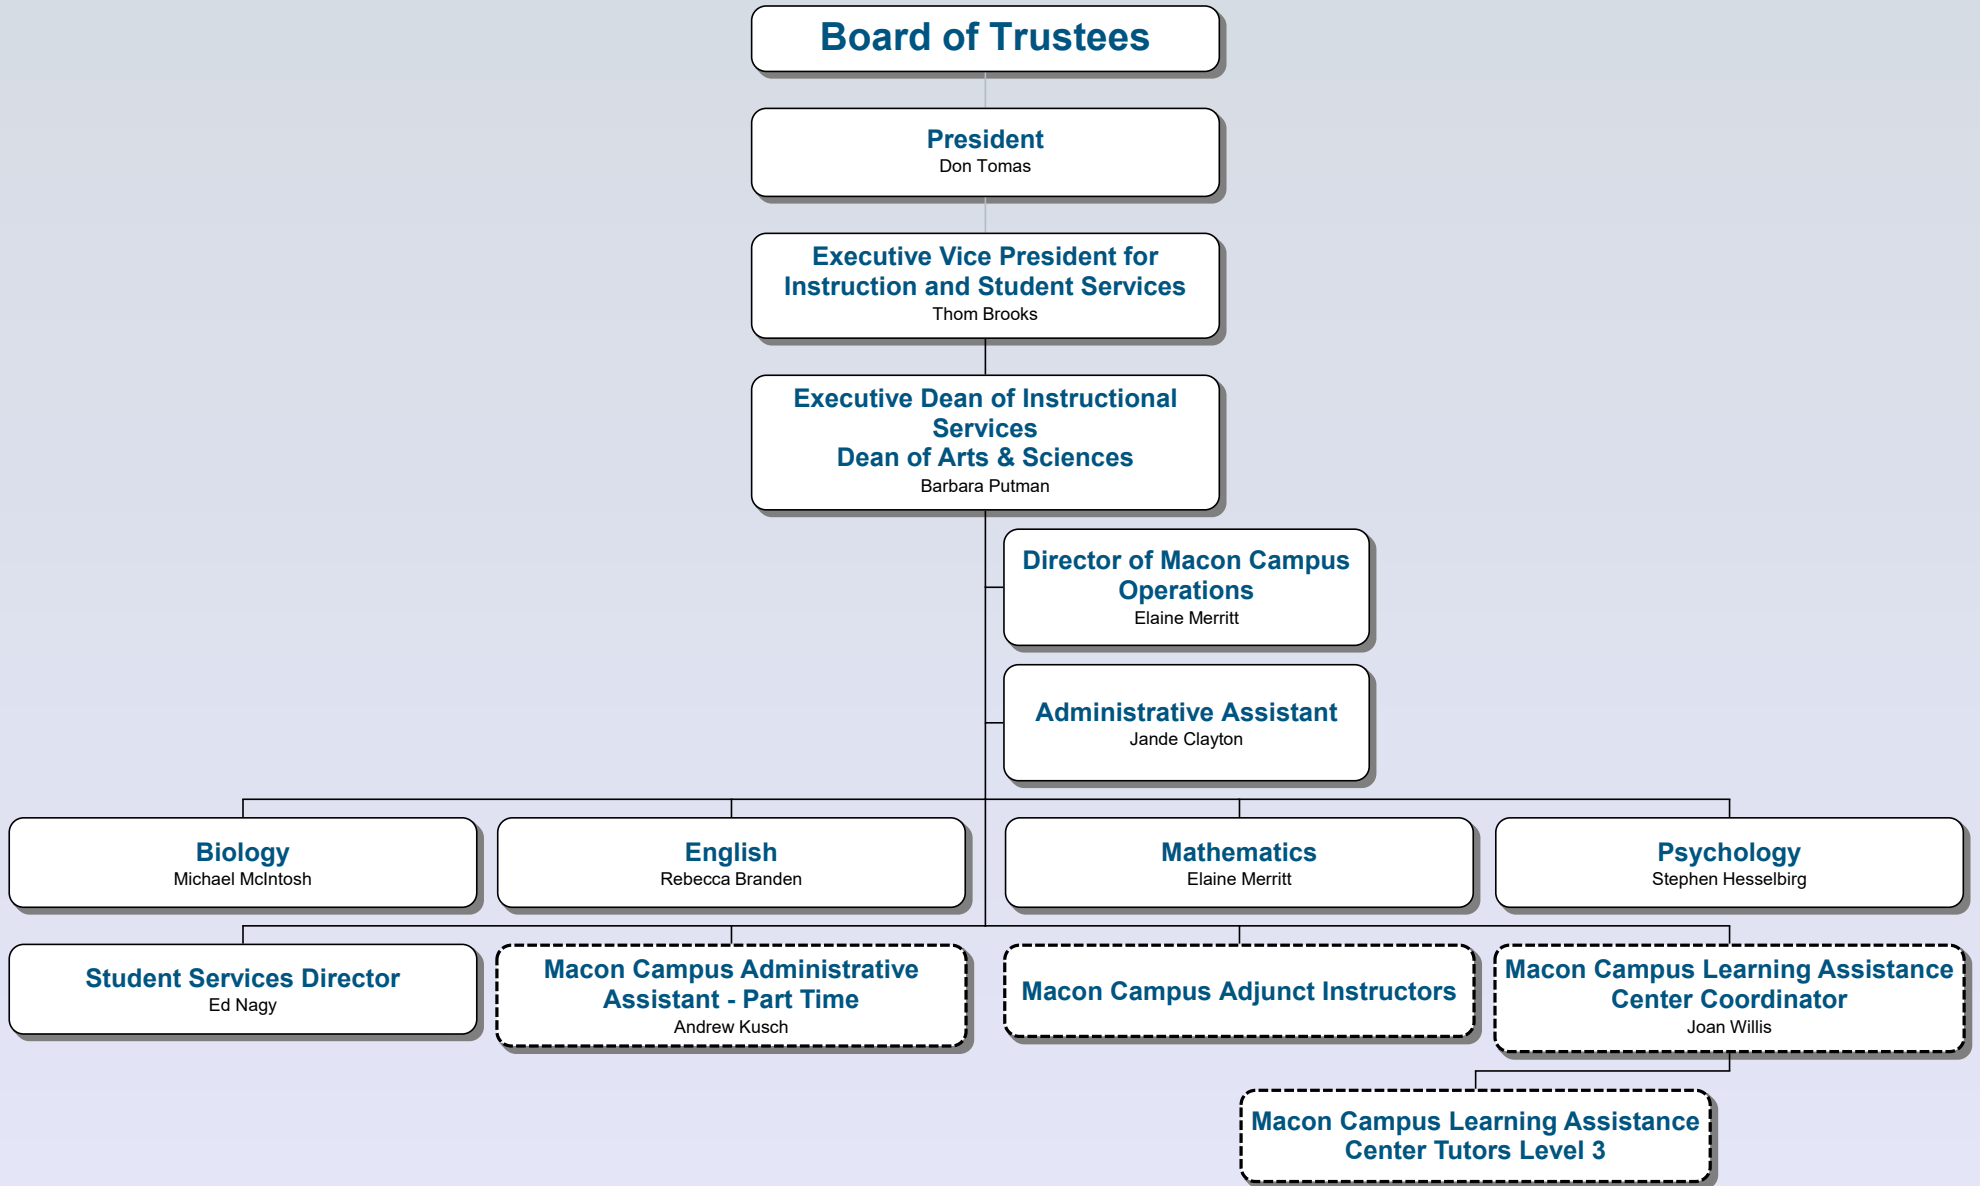 Board of Trustees
President
Don Tomas
Executive Vice President for
Instruction and Student Services
Thom Brooks
Executive Dean of Instructional
Services
Dean of Arts & Sciences
Barbara Putman
Director of Macon Campus
Operations
Elaine Merritt
Administrative Assistant
Jande Clayton
Biology
Michael McIntosh
English
Rebecca Branden
Mathematics
Elaine Merritt
Psychology
Stephen Hesselbirg
Student Services Director
Ed Nagy
Macon Campus Administrative
Assistant - Part Time
Andrew Kusch
Macon Campus Adjunct Instructors
Macon Campus Learning Assistance
Center Coordinator
Joan Willis
Macon Campus Learning Assistance
Center Tutors Level 3